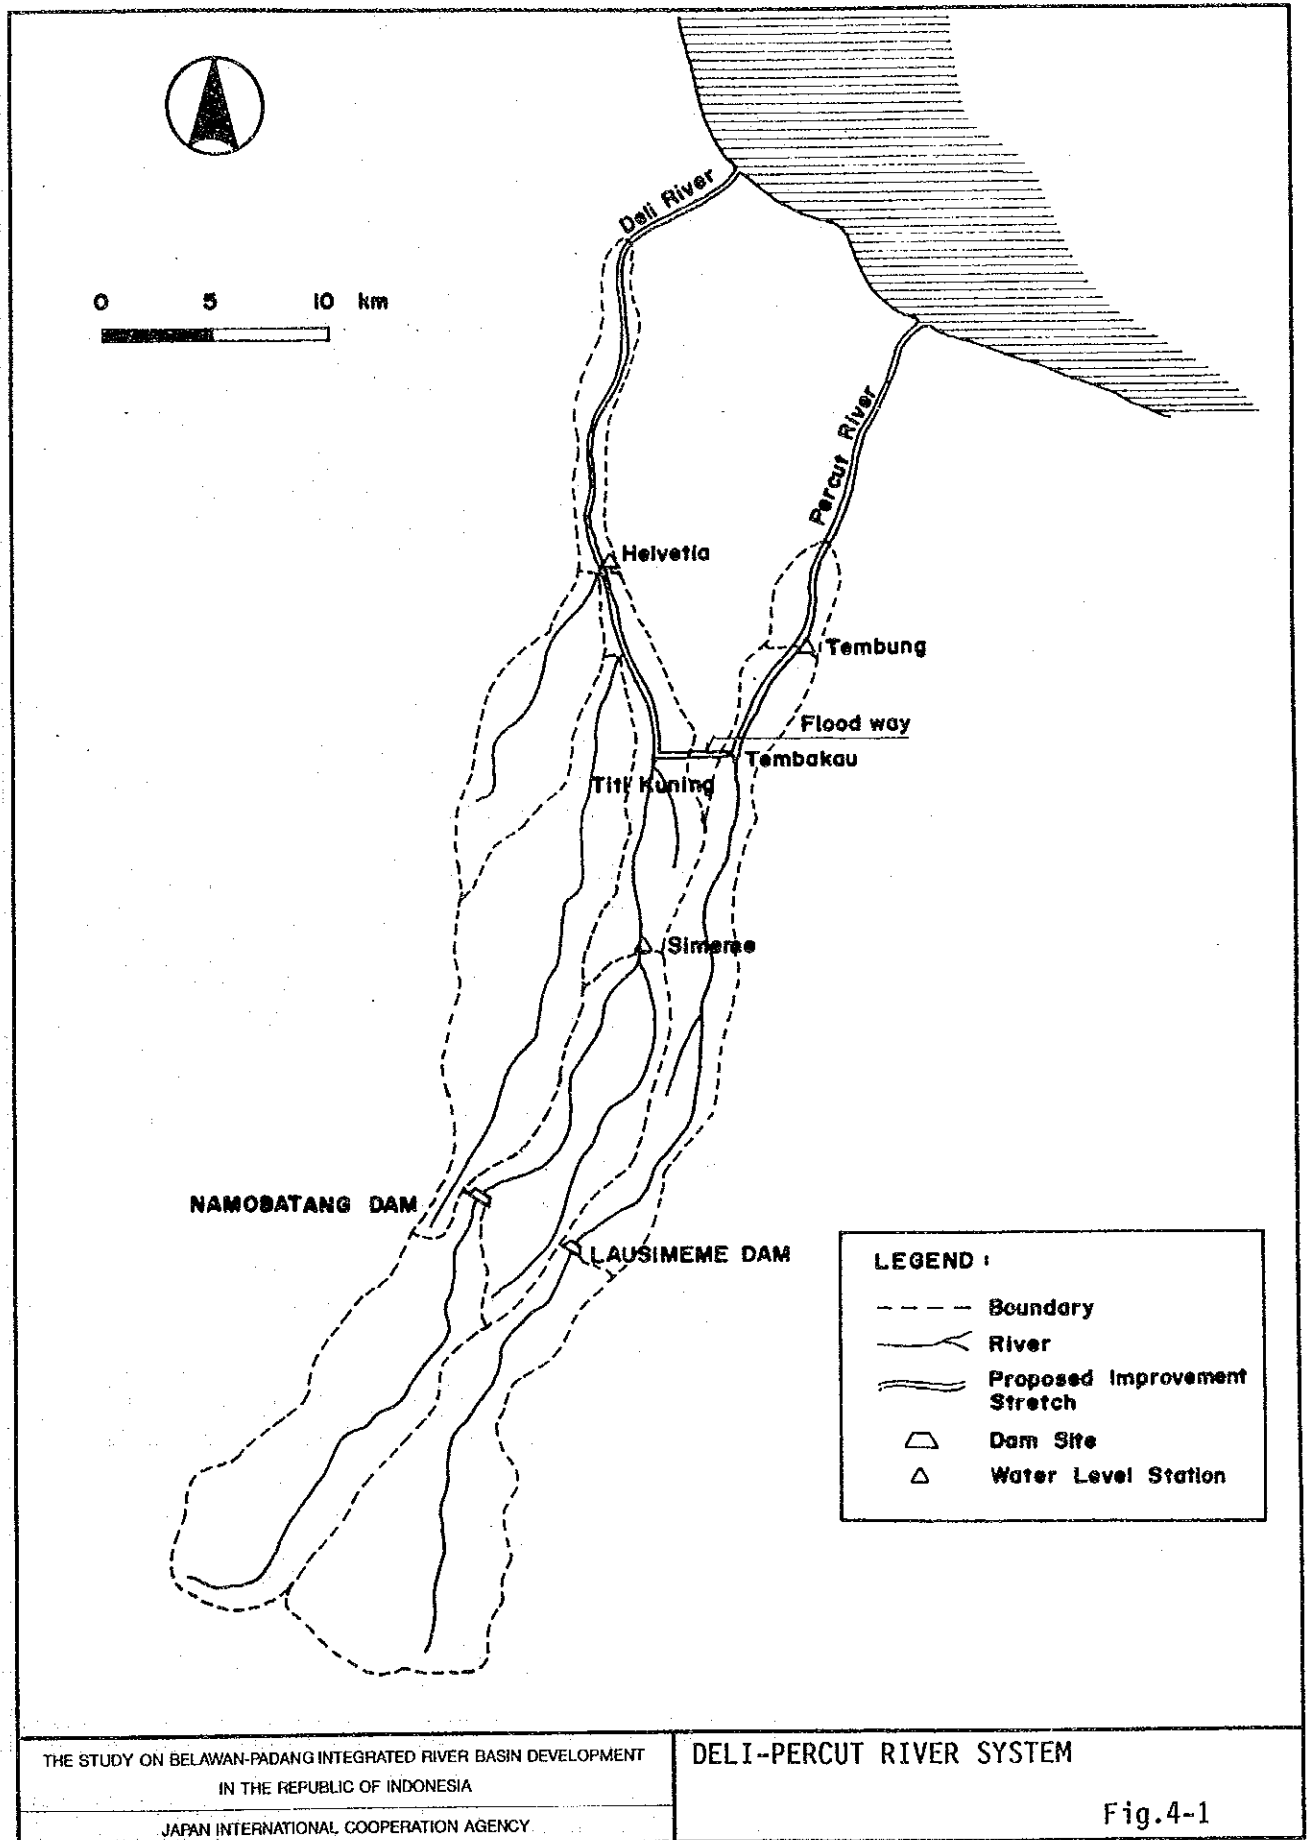 Deli River
0 5 10 km
Percut River
Helvetia
Tembung
Flood way
Tembakau
Titi Kuning
Simeme
NAMOBATANG DAM
LAUSIMEME DAM
LEGEND :
Boundary
River
Proposed Improvement
Stretch
Dam Site
Water Level Station
THE STUDY ON BELAWAN-PADANG INTEGRATED RIVER BASIN DEVELOPMENT
IN THE REPUBLIC OF INDONESIA
JAPAN INTERNATIONAL COOPERATION AGENCY
DELI-PERCUT RIVER SYSTEM
Fig.4-1